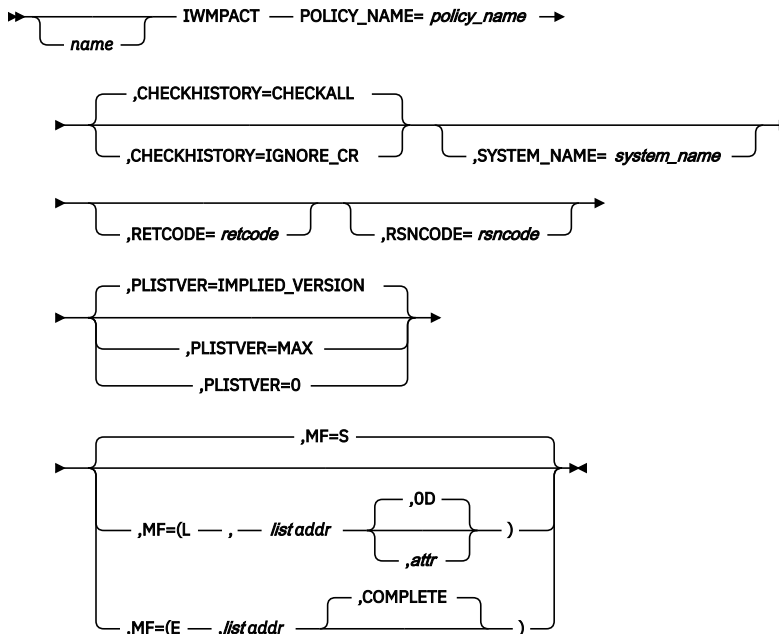 IWMPACT POLICY_NAME= policy_name
name
,CHECKHISTORY=CHECKALL
,CHECKHISTORY=IGNORE_CR
,SYSTEM_NAME= system_name
,RETCODE= retcode
,RSNCODE= rsncode
,PLISTVER=IMPLIED_VERSION
,PLISTVER=MAX
,PLISTVER=0
,MF=S
,MF=(L , list addr ,0D )
,attr
,MF=(E ,list addr ,COMPLETE )